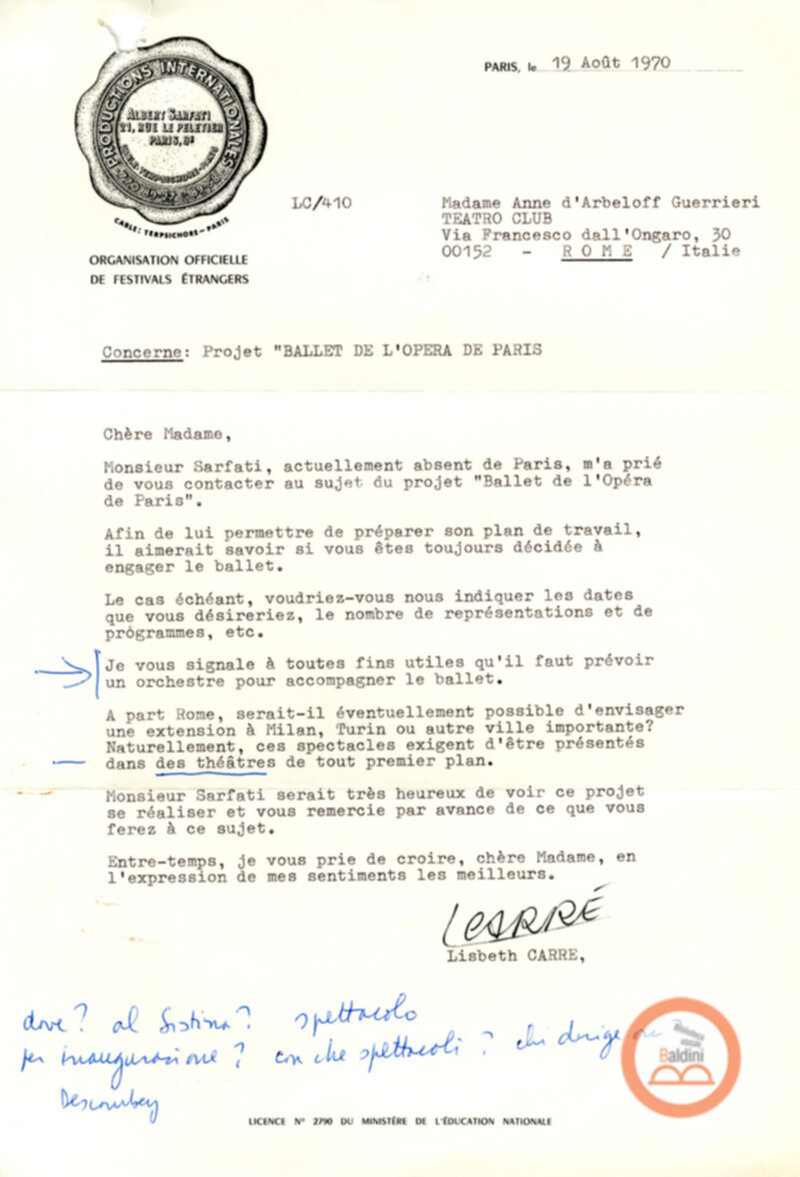 PRODUCTIONS INTERNATIONALES
ALBERT SARFATI
21, RUE LE PELETIER
PARIS, 9e
CABLE: TERPSICHORE-PARIS
ORGANISATION OFFICIELLE
DE FESTIVALS ÉTRANGERS
PARIS, le 19 Août 1970
LC/410
Madame Anne d'Arbeloff Guerrieri
TEATRO CLUB
Via Francesco dall'Ongaro, 30
00152 - R O M E / Italie
Concerne: Projet "BALLET DE L'OPERA DE PARIS
Chère Madame,
Monsieur Sarfati, actuellement absent de Paris, m'a prié
de vous contacter au sujet du projet "Ballet de l'Opéra
de Paris".
Afin de lui permettre de préparer son plan de travail,
il aimerait savoir si vous êtes toujours décidée à
engager le ballet.
Le cas échéant, voudriez-vous nous indiquer les dates
que vous désireriez, le nombre de représentations et de
prógrammes, etc.
Je vous signale à toutes fins utiles qu'il faut prévoir
un orchestre pour accompagner le ballet.
A part Rome, serait-il éventuellement possible d'envisager
une extension à Milan, Turin ou autre ville importante?
Naturellement, ces spectacles exigent d'être présentés
dans des théâtres de tout premier plan.
Monsieur Sarfati serait très heureux de voir ce projet
se réaliser et vous remercie par avance de ce que vous
ferez à ce sujet.
Entre-temps, je vous prie de croire, chère Madame, en
l'expression de mes sentiments les meilleurs.
LCARRÉ
Lisbeth CARRE,
dove? al Sistina? spettacolo
per inaugurazione? con che spettacoli? chi dirige
Descombey
Biblioteca
statale
Baldini
LICENCE N° 2790 DU MINISTÈRE DE L'ÉDUCATION NATIONALE